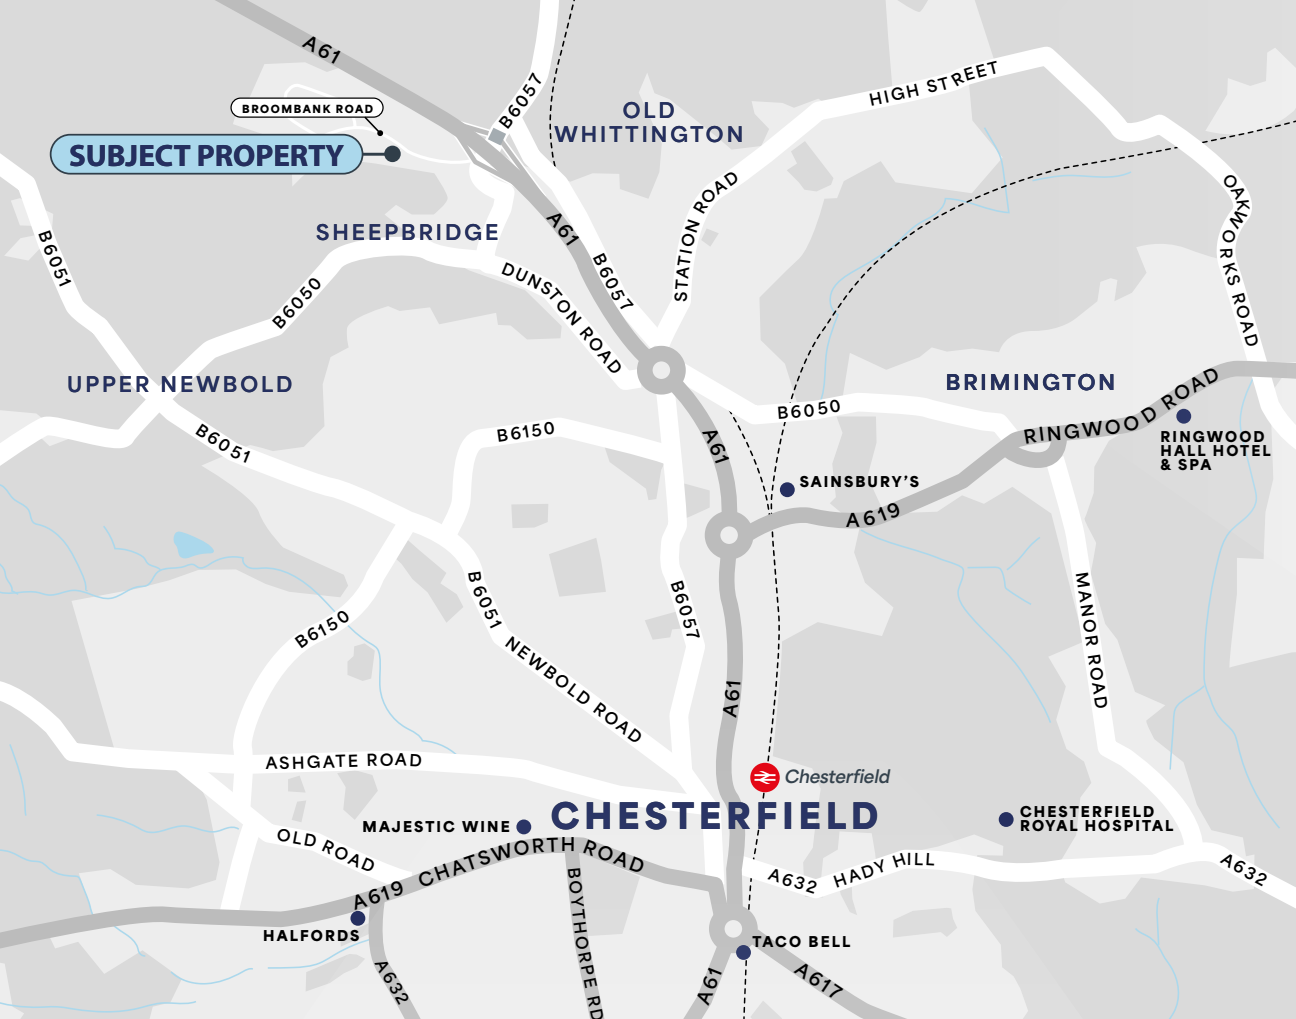 A61
B6057
BROOMBANK ROAD
OLD
WHITTINGTON
HIGH STREET
SUBJECT PROPERTY
OAKWORKS ROAD
STATION ROAD
SHEEPBRIDGE
A61
B6051
B6050
DUNSTON ROAD
B6057
UPPER NEWBOLD
BRIMINGTON
B6050
RINGWOOD ROAD
B6150
B6051
A61
RINGWOOD
HALL HOTEL
& SPA
SAINSBURY'S
A619
B6051
B6057
B6150
MANOR ROAD
NEWBOLD ROAD
A61
ASHGATE ROAD
Chesterfield
CHESTERFIELD
CHESTERFIELD
ROYAL HOSPITAL
MAJESTIC WINE
OLD ROAD
CHATSWORTH ROAD
A619
A632
HADY HILL
A632
BOYTHORPE RD
HALFORDS
TACO BELL
A632
A61
A617